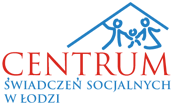 CENTRUM
ŚWIADCZEŃ SOCJALNYCH
W ŁODZI